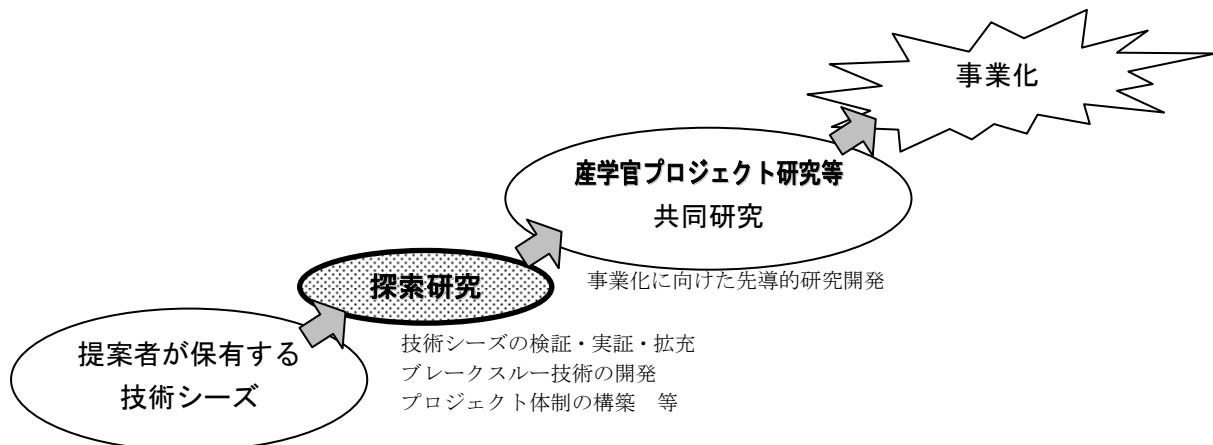 事業化
産学官プロジェクト研究等
共同研究
事業化に向けた先導的研究開発
探索研究
技術シーズの検証・実証・拡充
ブレークスルー技術の開発
プロジェクト体制の構築　等
提案者が保有する
技術シーズ